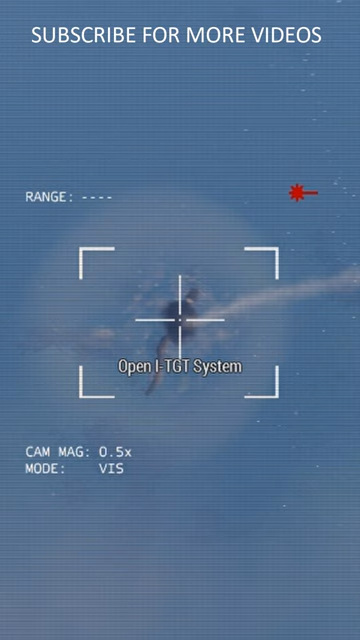 SUBSCRIBE FOR MORE VIDEOS
RANGE: ----
Open I-TGT System
CAM MAG: 0.5x
MODE: VIS